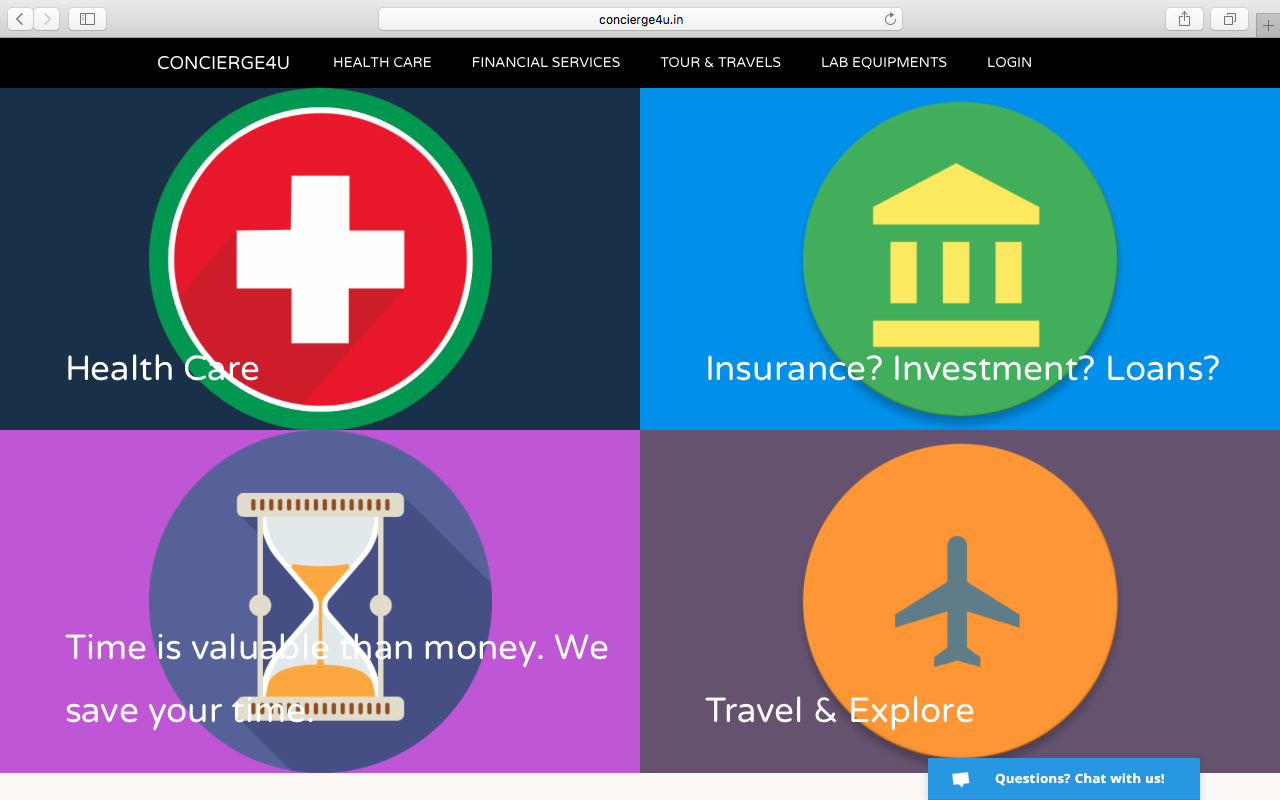 concierge4u.in
CONCIERGE4U HEALTH CARE FINANCIAL SERVICES TOUR & TRAVELS LAB EQUIPMENTS LOGIN
Health Care
Insurance? Investment? Loans?
Time is valuable than money. We
save your time.
Travel & Explore
Questions? Chat with us!